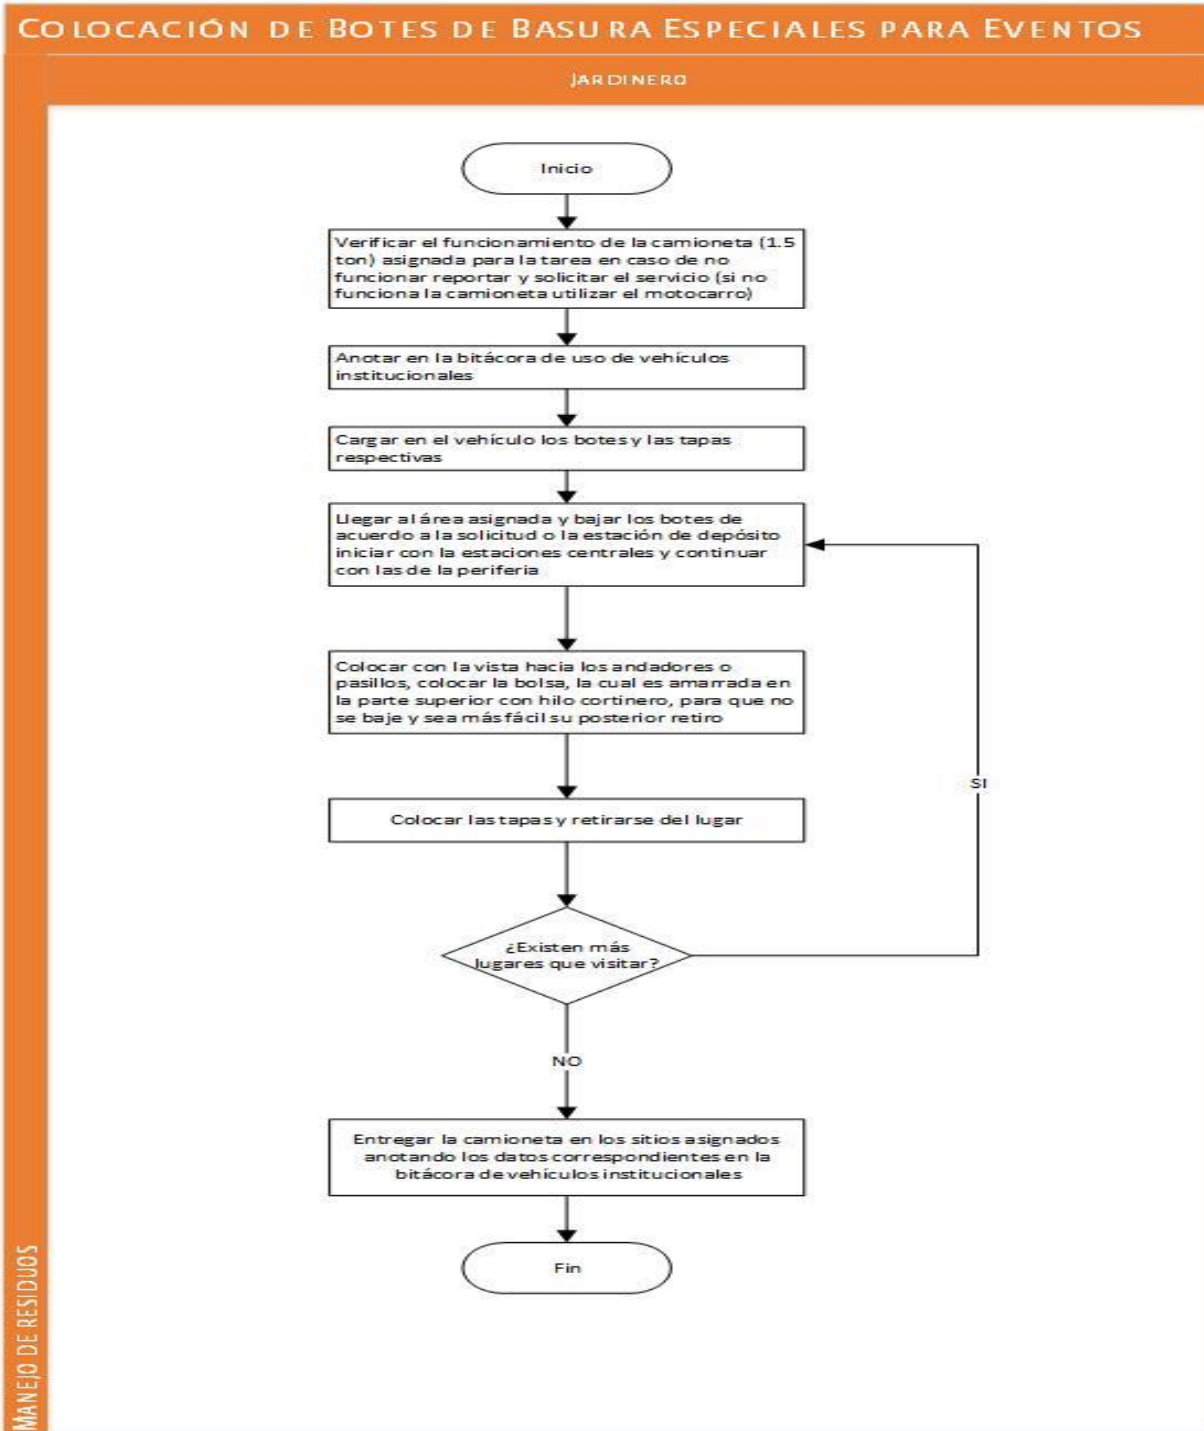 COLOCACIÓN DE BOTES DE BASURA ESPECIALES PARA EVENTOS
JARDINERO
Inicio
Verificar el funcionamiento de la camioneta (1.5
ton) asignada para la tarea en caso de no
funcionar reportar y solicitar el servicio (si no
funciona la camioneta utilizar el motocarro)
Anotar en la bitácora de uso de vehículos
institucionales
Cargar en el vehículo los botes y las tapas
respectivas
Llegar al área asignada y bajar los botes de
acuerdo a la solicitud o la estación de depósito
iniciar con la estaciones centrales y continuar
con las de la periferia
Colocar con la vista hacia los andadores o
pasillos, colocar la bolsa, la cual es amarrada en
la parte superior con hilo cortinero, para que no
se baje y sea más fácil su posterior retiro
SI
Colocar las tapas y retirarse del lugar
¿Existen más
lugares que visitar?
NO
Entregar la camioneta en los sitios asignados
anotando los datos correspondientes en la
bitácora de vehículos institucionales
Fin
MANEJO DE RESIDUOS